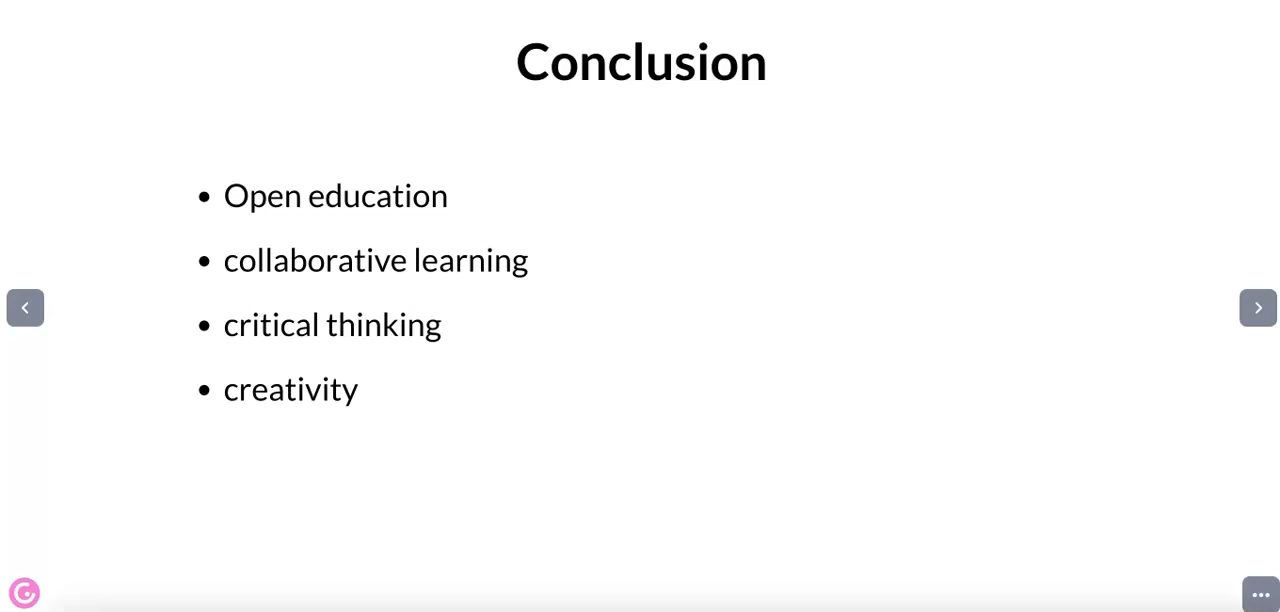 Conclusion
• Open education
• collaborative learning
• critical thinking
• creativity